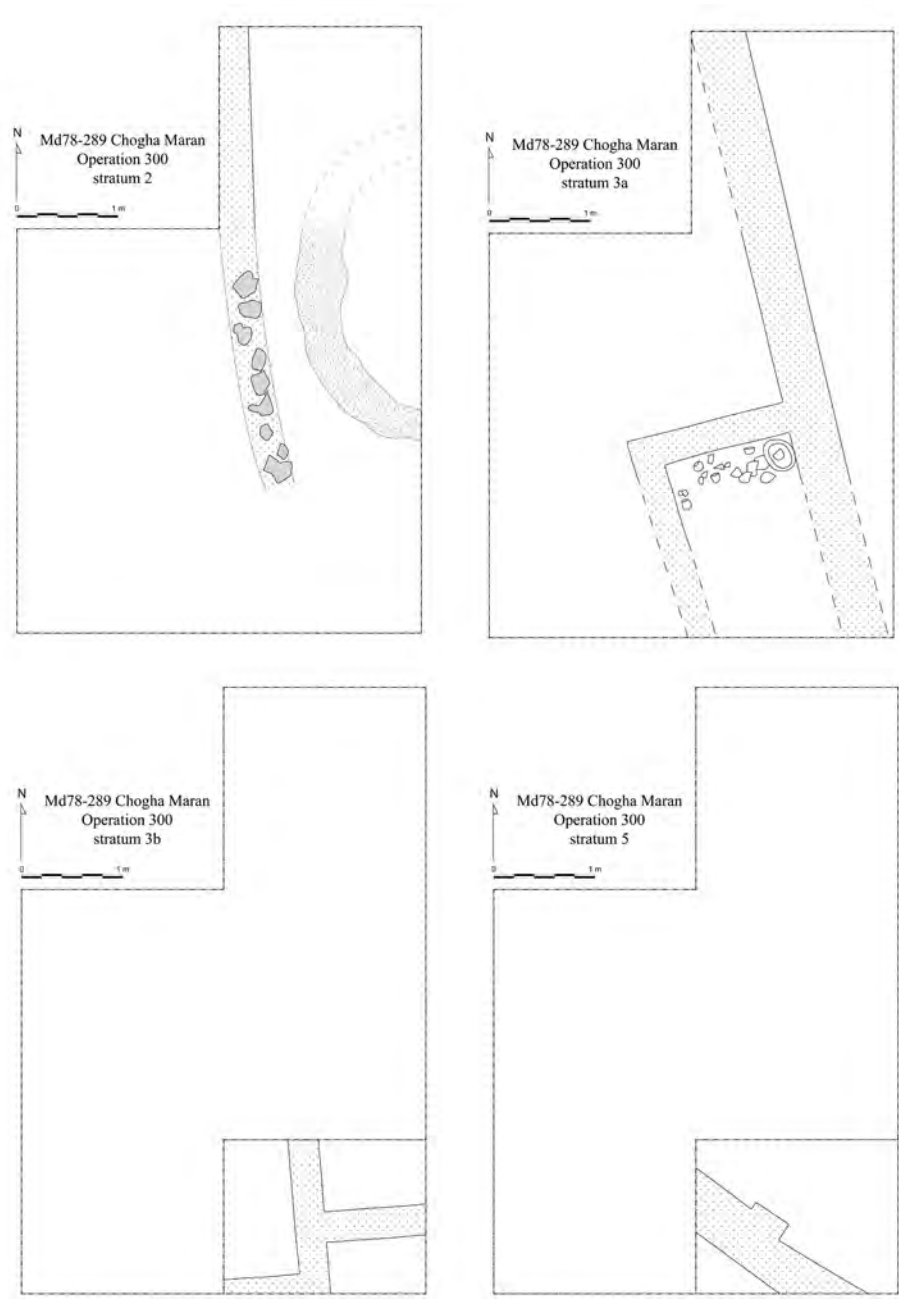 N
Md78-289 Chogha Maran
Operation 300
stratum 2
0 1 m
N
Md78-289 Chogha Maran
Operation 300
stratum 3a
0 1 m
N
Md78-289 Chogha Maran
Operation 300
stratum 3b
0 1 m
N
Md78-289 Chogha Maran
Operation 300
stratum 5
0 1 m